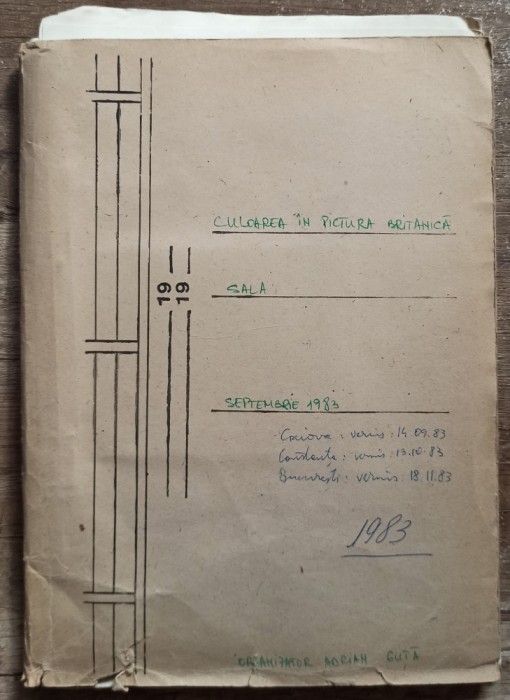 CULOAREA ÎN PICTURA BRITANICĂ
SALA
19
19
SEPTEMBRIE 1983
Craiova: vernis: 14.09.83
Constanța: vernis: 13.10.83
București: vernis: 18.11.83
1983
ORGANIZATOR ADRIAN GUȚĂ